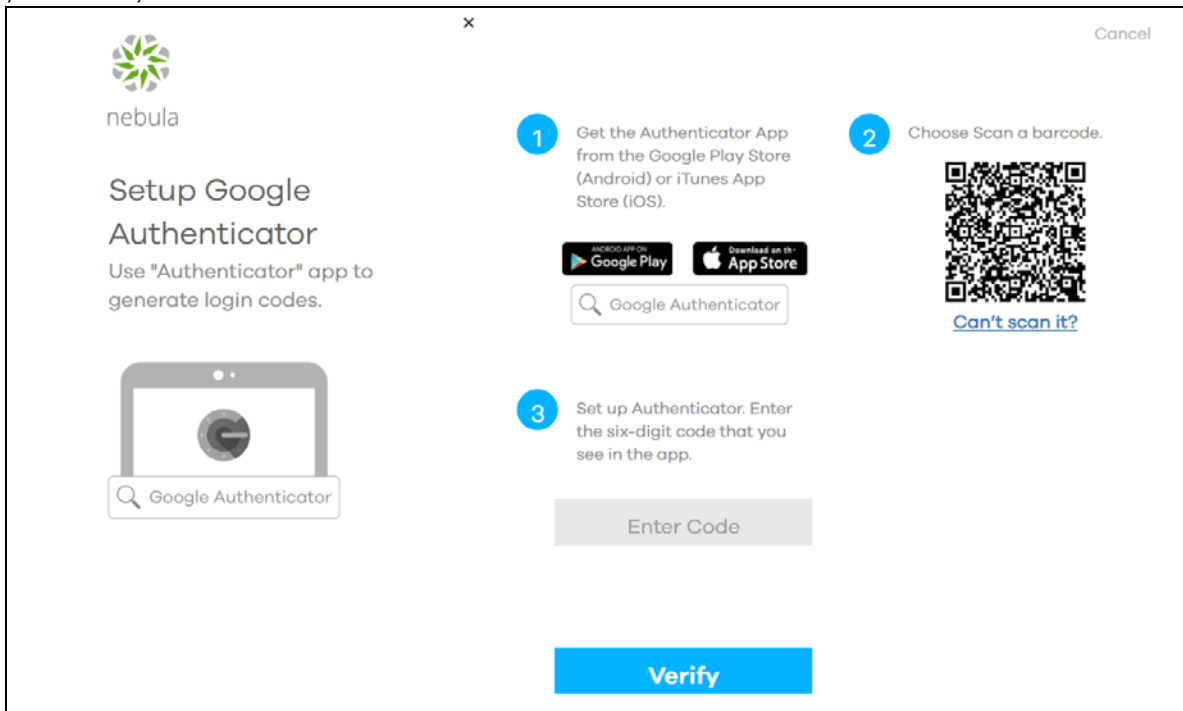 ×
Cancel
nebula
Setup Google
Authenticator
Use "Authenticator" app to
generate login codes.
Google Authenticator
1
Get the Authenticator App
from the Google Play Store
(Android) or iTunes App
Store (iOS).
ANDROID APP ON
Google Play
Download on th
App Store
Google Authenticator
2
Choose Scan a barcode.
Can't scan it?
3
Set up Authenticator. Enter
the six-digit code that you
see in the app.
Enter Code
Verify